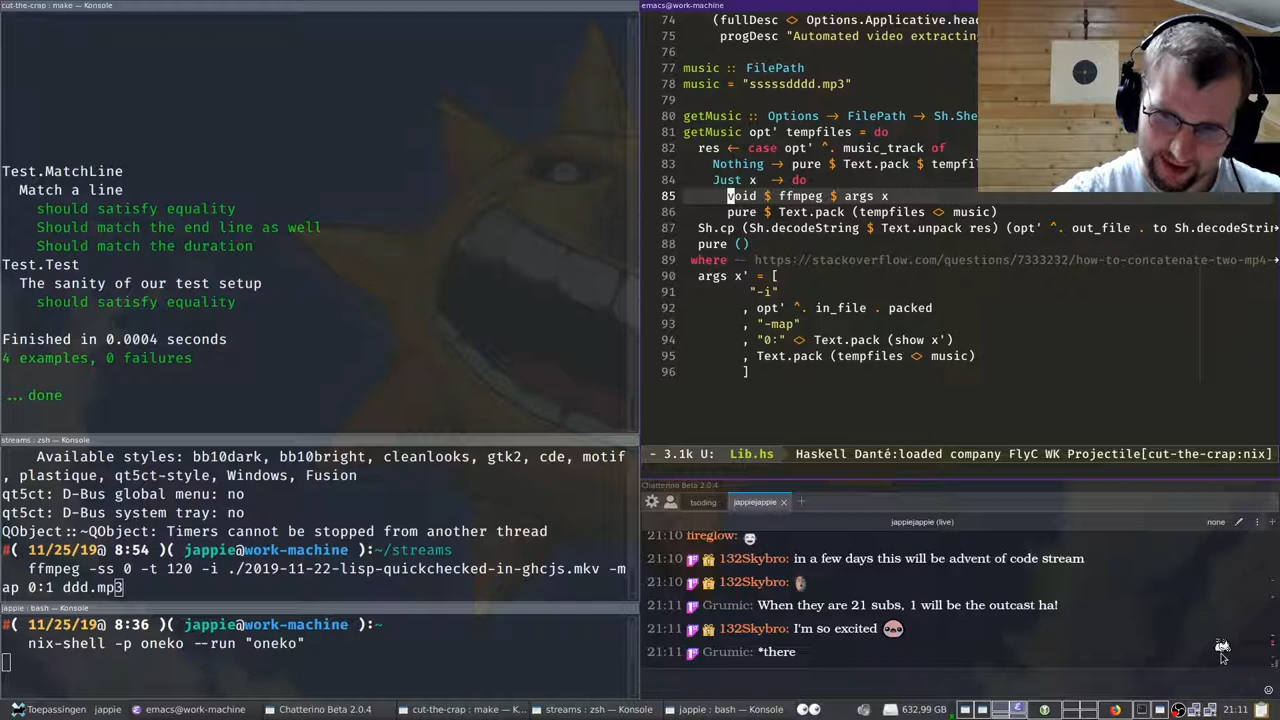 cut-the-crap : make — Konsole
Test.MatchLine
Match a line
should satisfy equality
Should match the end line as well
Should match the duration
Test.Test
The sanity of our test setup
should satisfy equality
Finished in 0.0004 seconds
4 examples, 0 failures
...done
streams : zsh — Konsole
Available styles: bb10dark, bb10bright, cleanlooks, gtk2, cde, motif
, plastique, qt5ct-style, Windows, Fusion
qt5ct: D-Bus global menu: no
qt5ct: D-Bus system tray: no
QObject::~QObject: Timers cannot be stopped from another thread
#( 11/25/19@ 8:54 )( jappie@work-machine ):~/streams
ffmpeg -ss 0 -t 120 -i ./2019-11-22-lisp-quickchecked-in-ghcjs.mkv -m
ap 0:1 ddd.mp3
jappie : bash — Konsole
#( 11/25/19@ 8:36 )( jappie@work-machine ):~
nix-shell -p oneko --run "oneko"
emacs@work-machine
74 (fullDesc <> Options.Applicative.head
75 progDesc "Automated video extracting
76
77 music :: FilePath
78 music = "sssssdddd.mp3"
79
80 getMusic :: Options → FilePath → Sh.She
81 getMusic opt' tempfiles = do
82 res ← case opt' ^. music_track of
83 Nothing → pure $ Text.pack $ tempfil
84 Just x → do
85 void $ ffmpeg $ args x
86 pure $ Text.pack (tempfiles <> music)
87 Sh.cp (Sh.decodeString $ Text.unpack res) (opt' ^. out_file . to Sh.decodeStrin
88 pure ()
89 where -- https://stackoverflow.com/questions/7333232/how-to-concatenate-two-mp4-
90 args x' = [
91 "-i"
92 , opt' ^. in_file . packed
93 , "-map"
94 , "0:" <> Text.pack (show x')
95 , Text.pack (tempfiles <> music)
96 ]
- 3.1k U: Lib.hs Haskell Danté:loaded company FlyC WK Projectile[cut-the-crap:nix]
Chatterino Beta 2.0.4
tsoding jappiejappie
jappiejappie (live) none
21:10 fireglow:
21:10 132Skybro: in a few days this will be advent of code stream
21:10 132Skybro:
21:11 Grumic: When they are 21 subs, 1 will be the outcast ha!
21:11 132Skybro: I'm so excited
21:11 Grumic: *there
Toepassingen jappie emacs@work-machine Chatterino Beta 2.0.4 cut-the-crap : make — K... streams : zsh — Konsole jappie : bash — Konsole 632,99 GB 21:11